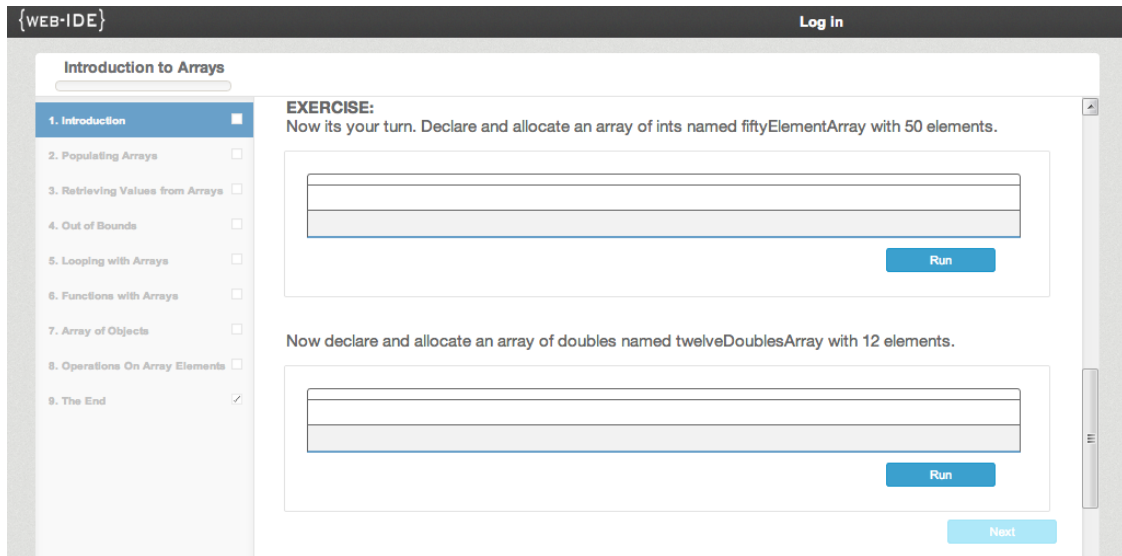 {WEB-IDE}
Log in
Introduction to Arrays
1. Introduction
2. Populating Arrays
3. Retrieving Values from Arrays
4. Out of Bounds
5. Looping with Arrays
6. Functions with Arrays
7. Array of Objects
8. Operations On Array Elements
9. The End
EXERCISE:
Now its your turn. Declare and allocate an array of ints named fiftyElementArray with 50 elements.
Run
Now declare and allocate an array of doubles named twelveDoublesArray with 12 elements.
Run
Next